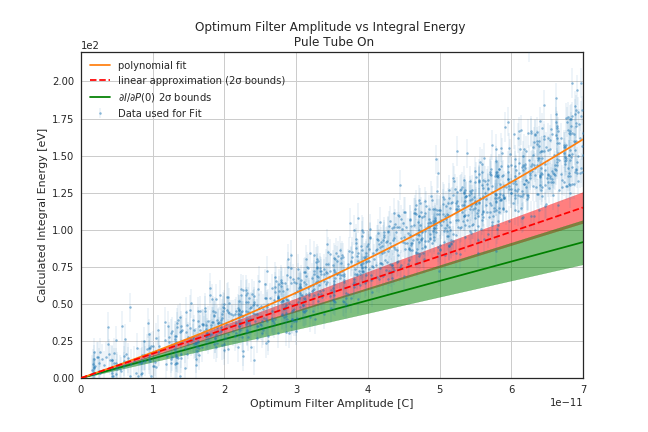 Optimum Filter Amplitude vs Integral Energy
Pule Tube On
1e2
polynomial fit
linear approximation (2σ bounds)
∂I/∂P(0) 2σ bounds
Data used for Fit
2.00
1.75
1.50
1.25
1.00
0.75
0.50
0.25
0.00
Calculated Integral Energy [eV]
0 1 2 3 4 5 6 7
Optimum Filter Amplitude [C]
1e−11